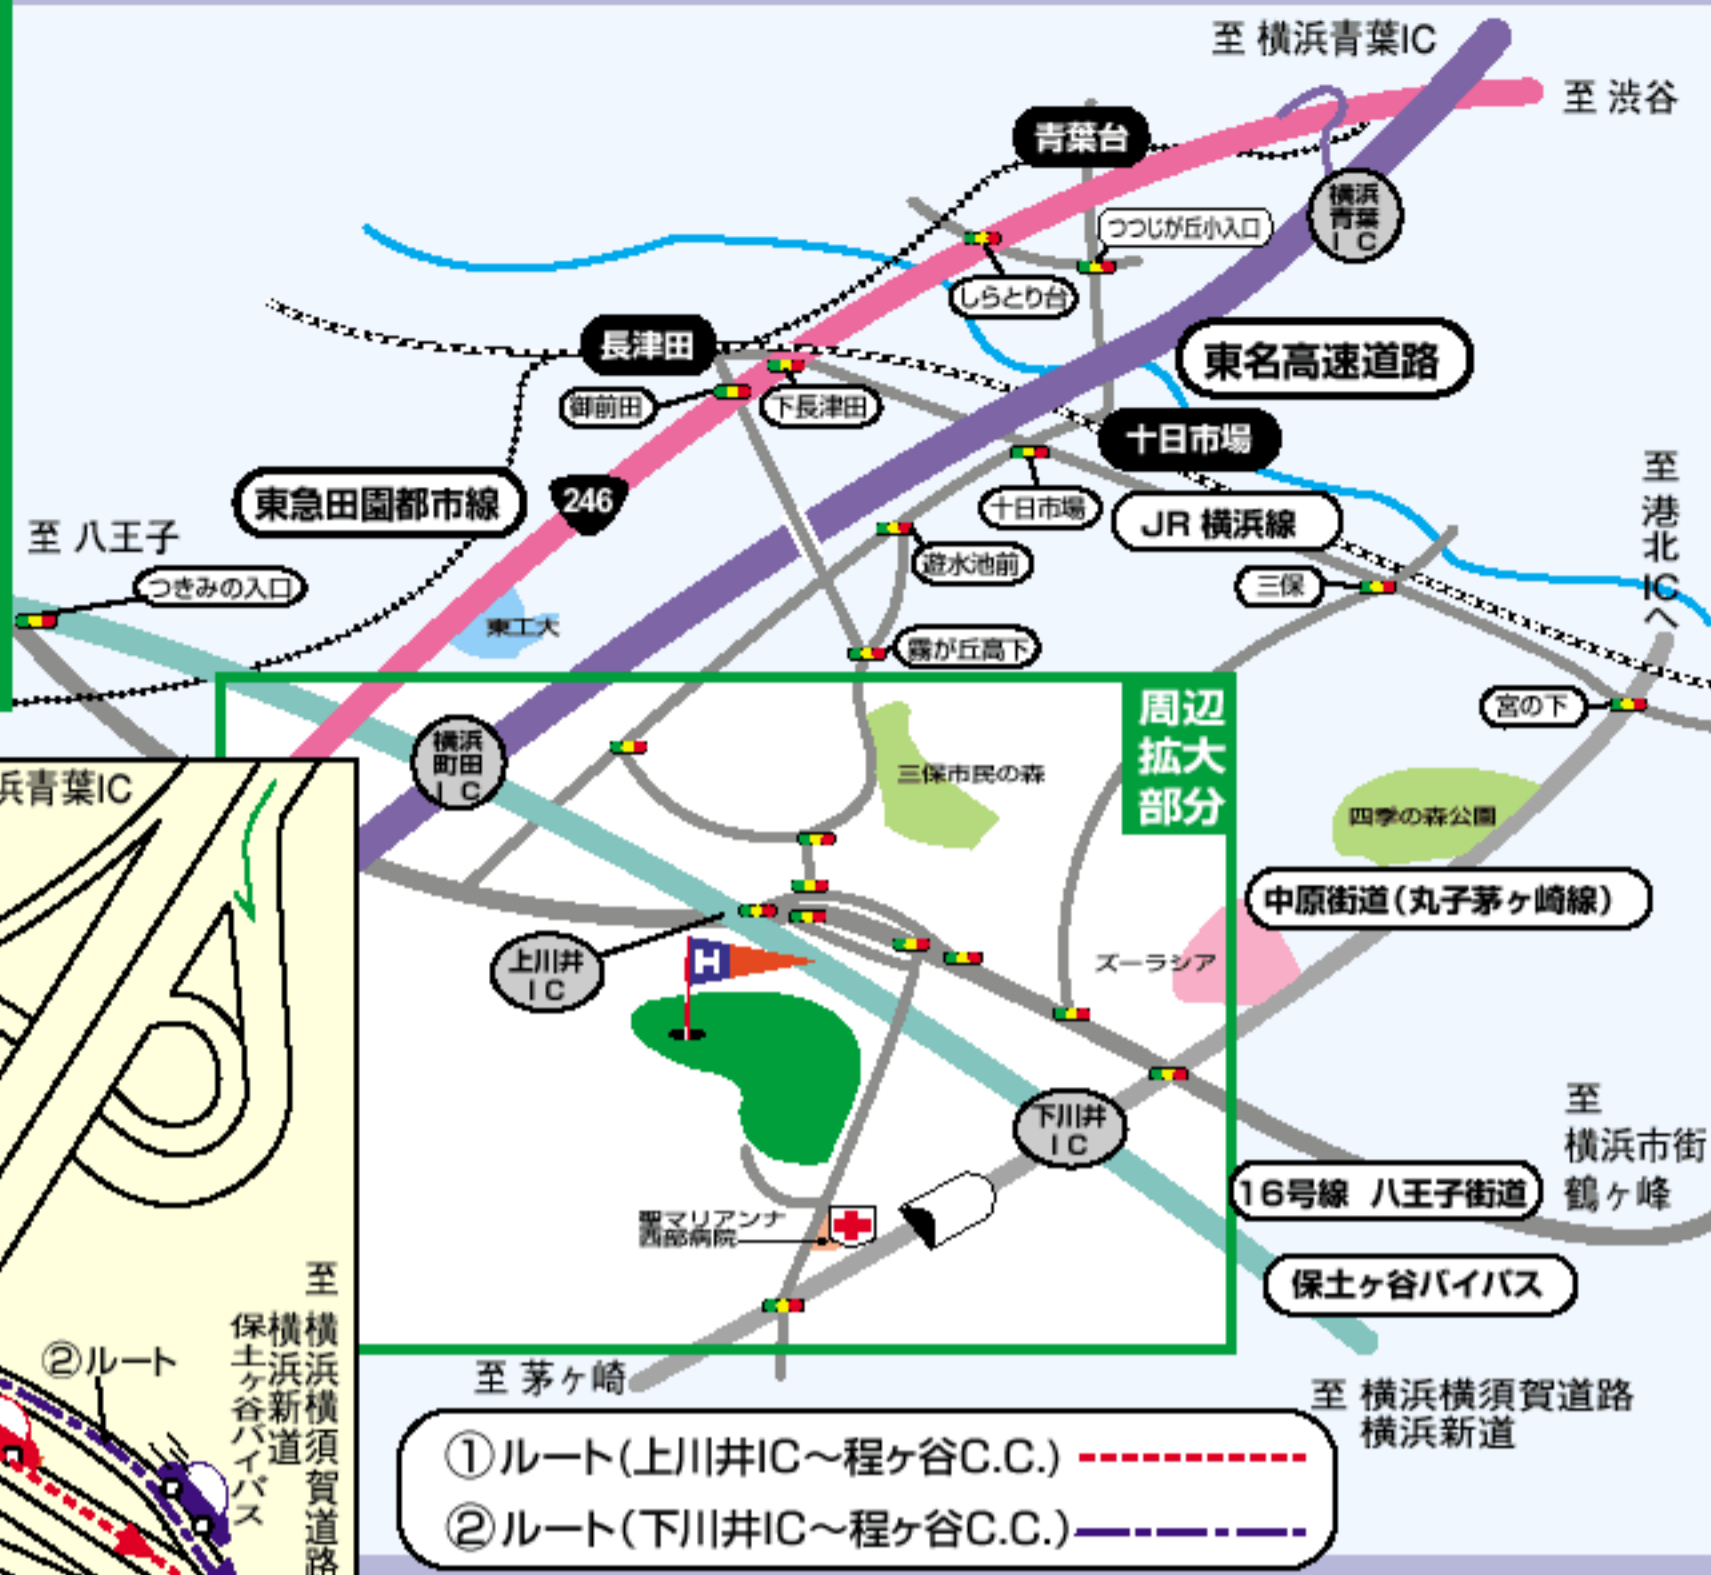 至 横浜青葉IC
至 渋谷
青葉台
横浜
青葉
IC
つつじが丘小入口
しらとり台
長津田
東名高速道路
御前田
下長津田
十日市場
東急田園都市線
246
十日市場
JR 横浜線
至 港北ICへ
至 八王子
つきみの入口
遊水池前
三保
東工大
霧が丘高下
宮の下
周辺
拡大
部分
横浜
町田
IC
三保市民の森
四季の森公園
浜青葉IC
中原街道(丸子茅ヶ崎線)
上川井
IC
H
ズーラシア
下川井
IC
至
横浜市街
鶴ヶ峰
16号線 八王子街道
聖マリアンナ
西部病院
保土ヶ谷バイパス
至 横浜横須賀道路
横浜新道
保土ヶ谷バイパス
②ルート
至 茅ヶ崎
至 横浜横須賀道路
横浜新道
①ルート(上川井IC～程ヶ谷C.C.)
②ルート(下川井IC～程ヶ谷C.C.)